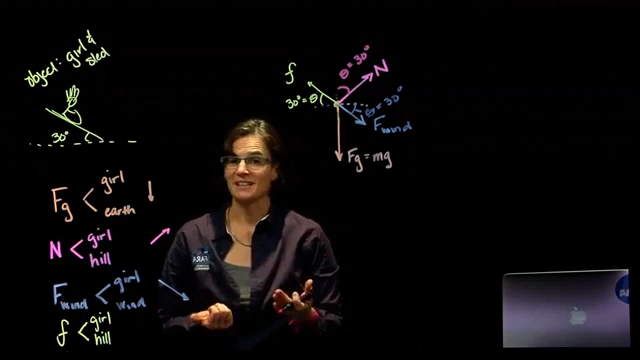 object: girl &
sled
30°
Fg < girl
earth
N < girl
hill
Fwind < girl
wind
f < girl
hill
f
θ = 30°
N
30° = θ
θ = 30°
Fwind
Fg = mg